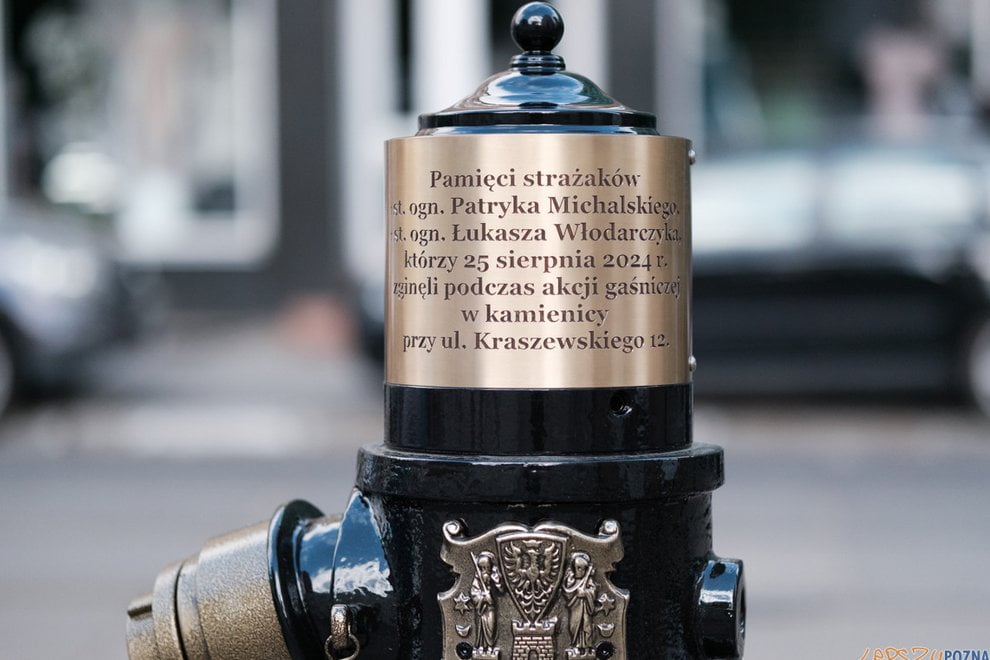 Pamięci strażaków
st. ogn. Patryka Michalskiego,
st. ogn. Łukasza Włodarczyka,
którzy 25 sierpnia 2024 r.
zginęli podczas akcji gaśniczej
w kamienicy
przy ul. Kraszewskiego 12.